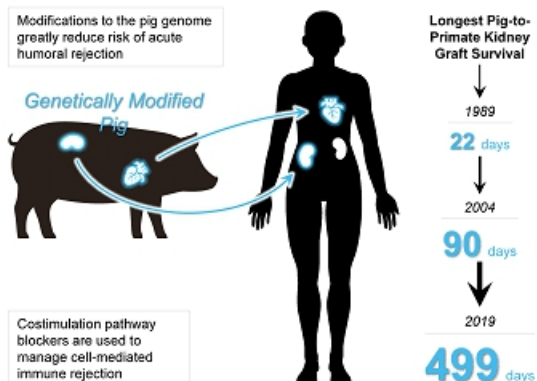 Modifications to the pig genome
greatly reduce risk of acute
humoral rejection
Genetically Modified
Pig
Costimulation pathway
blockers are used to
manage cell-mediated
immune rejection
Longest Pig-to-
Primate Kidney
Graft Survival
1989
22 days
2004
90 days
2019
499 days